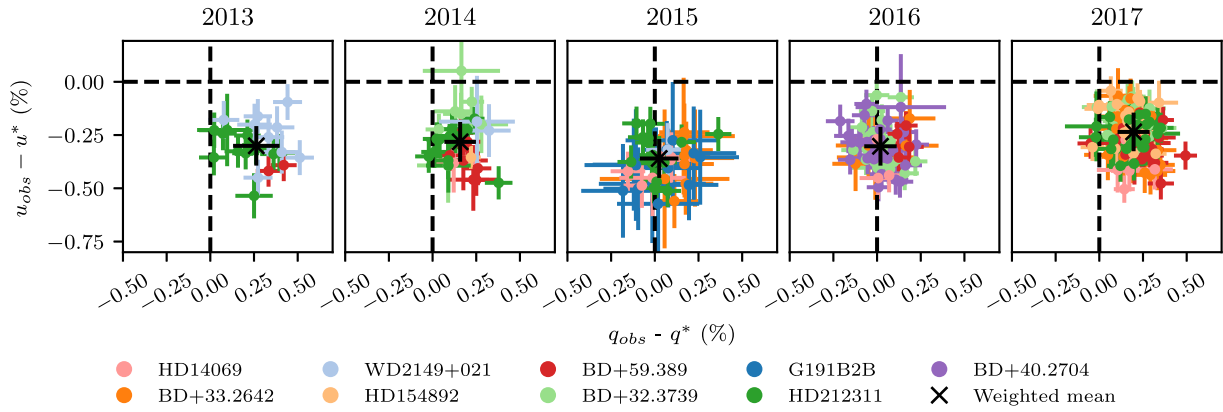 2013 2014 2015 2016 2017
u_obs − u* (%)
0.00
−0.25
−0.50
−0.75
−0.50 −0.25 0.00 0.25 0.50 −0.50 −0.25 0.00 0.25 0.50 −0.50 −0.25 0.00 0.25 0.50 −0.50 −0.25 0.00 0.25 0.50 −0.50 −0.25 0.00 0.25 0.50
q_obs - q* (%)
HD14069 WD2149+021 BD+59.389 G191B2B BD+40.2704
BD+33.2642 HD154892 BD+32.3739 HD212311 Weighted mean